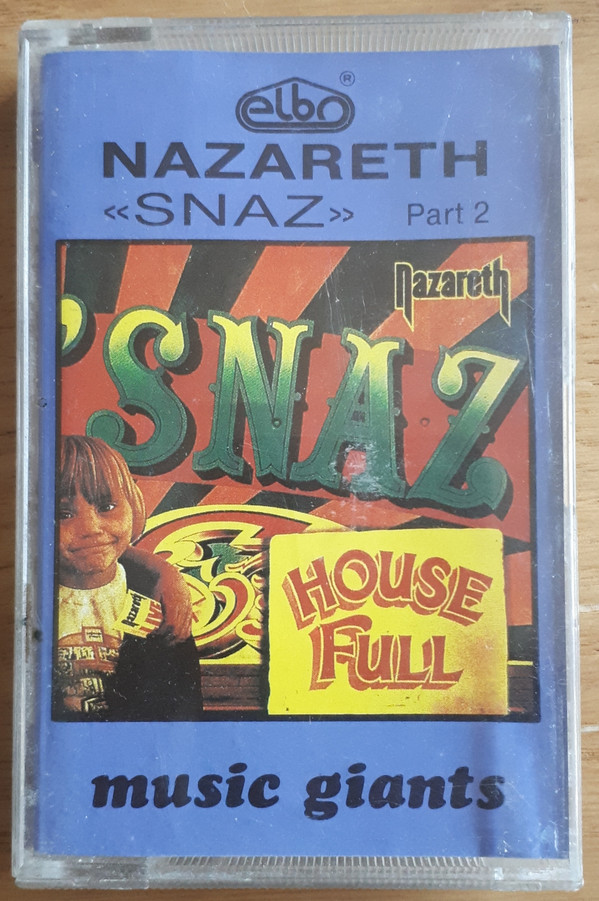 elbo ®
NAZARETH
«SNAZ» Part 2
Nazareth
'SNAZ
HOUSE
FULL
music giants